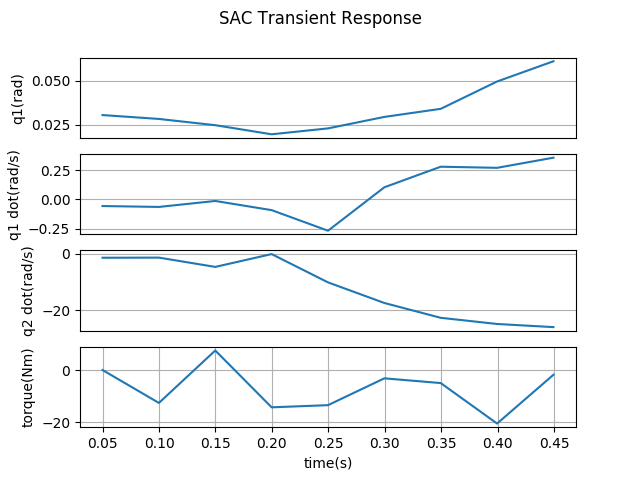 SAC Transient Response
q1(rad)
0.050
0.025
q1 dot(rad/s)
0.25
0.00
−0.25
q2 dot(rad/s)
0
−20
torque(Nm)
0
−20
0.05 0.10 0.15 0.20 0.25 0.30 0.35 0.40 0.45
time(s)